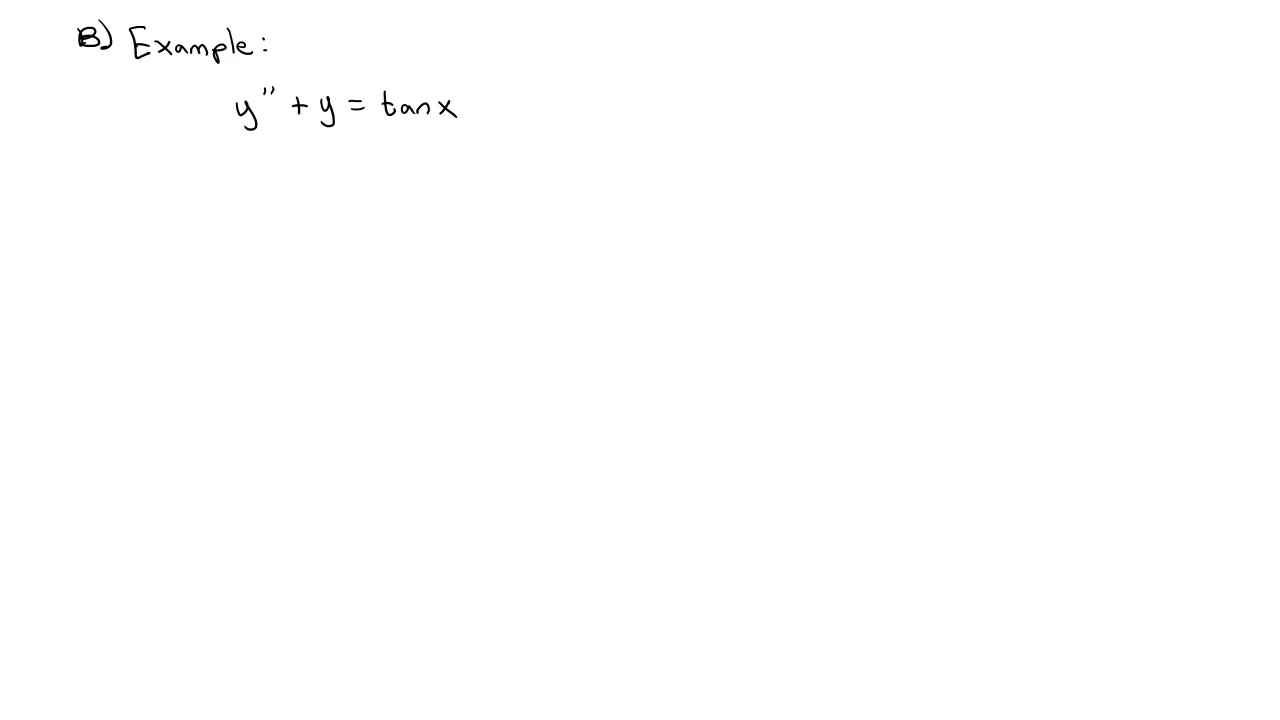 B) Example:
y'' + y = tan x